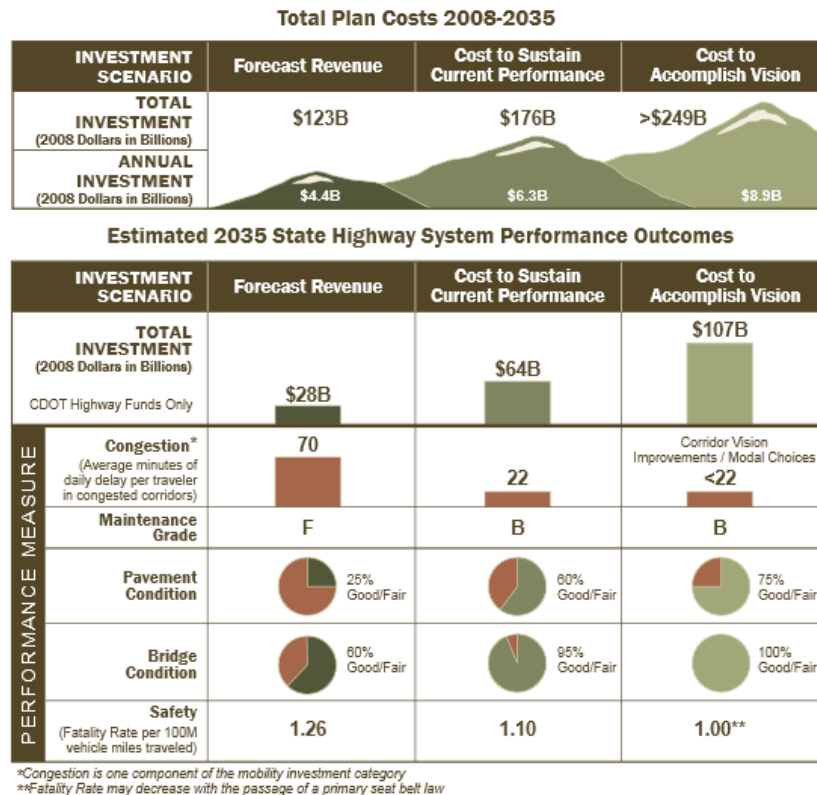 Total Plan Costs 2008-2035
INVESTMENT SCENARIO
Forecast Revenue
Cost to Sustain
Current Performance
Cost to
Accomplish Vision
TOTAL
INVESTMENT
(2008 Dollars in Billions)
$123B
$176B
>$249B
ANNUAL
INVESTMENT
(2008 Dollars in Billions)
$4.4B
$6.3B
$8.9B
Estimated 2035 State Highway System Performance Outcomes
INVESTMENT
SCENARIO
Forecast Revenue
Cost to Sustain
Current Performance
Cost to
Accomplish Vision
TOTAL
INVESTMENT
(2008 Dollars in Billions)
CDOT Highway Funds Only
$28B
$64B
$107B
PERFORMANCE MEASURE
Congestion*
(Average minutes of
daily delay per traveler
in congested corridors)
70
22
Corridor Vision
Improvements / Modal Choices
<22
Maintenance
Grade
F
B
B
Pavement
Condition
25%
Good/Fair
60%
Good/Fair
75%
Good/Fair
Bridge
Condition
60%
Good/Fair
95%
Good/Fair
100%
Good/Fair
Safety
(Fatality Rate per 100M
vehicle miles traveled)
1.26
1.10
1.00**
*Congestion is one component of the mobility investment category
**Fatality Rate may decrease with the passage of a primary seat belt law